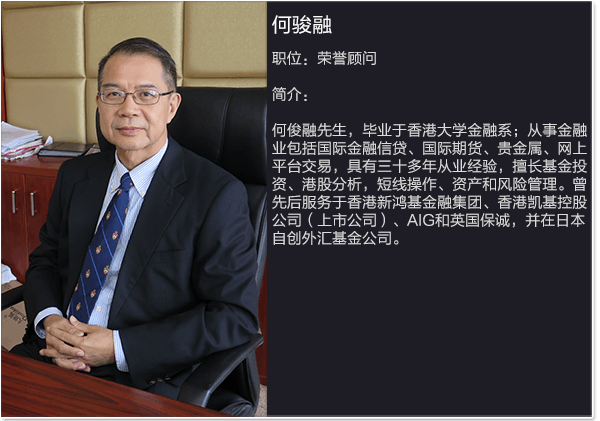 何骏融
职位：荣誉顾问
简介：
何俊融先生，毕业于香港大学金融系；从事金融
业包括国际金融信贷、国际期货、贵金属、网上
平台交易，具有三十多年从业经验，擅长基金投
资、港股分析，短线操作、资产和风险管理。曾
先后服务于香港新鸿基金融集团、香港凯基控股
公司（上市公司）、AIG和英国保诚，并在日本
自创外汇基金公司。